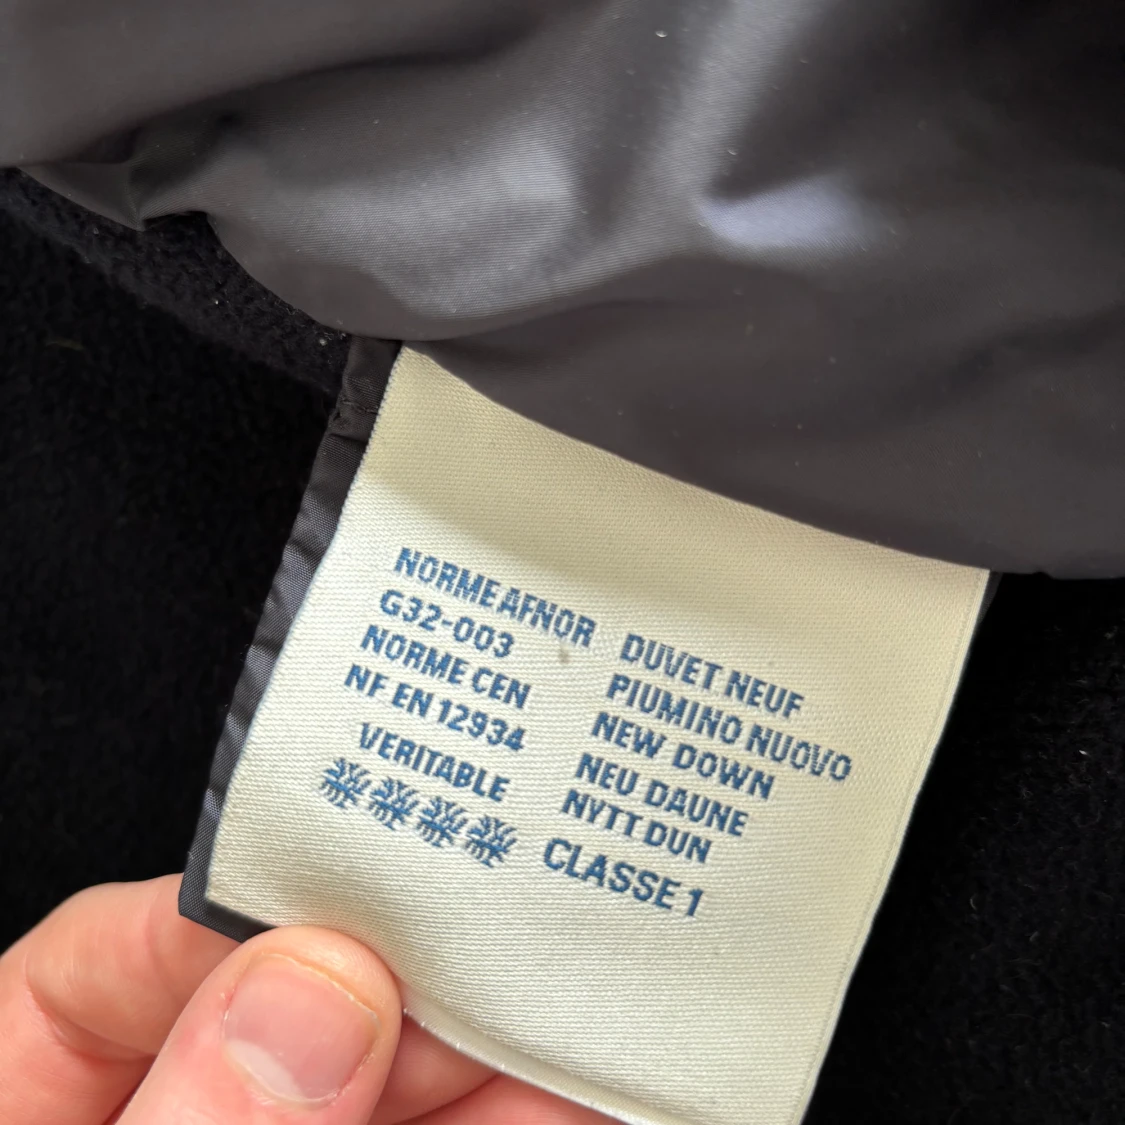 NORME AFNOR
G32-003
NORME CEN
NF EN 12934
VERITABLE
DUVET NEUF
PIUMINO NUOVO
NEW DOWN
NEU DAUNE
NYTT DUN
CLASSE 1